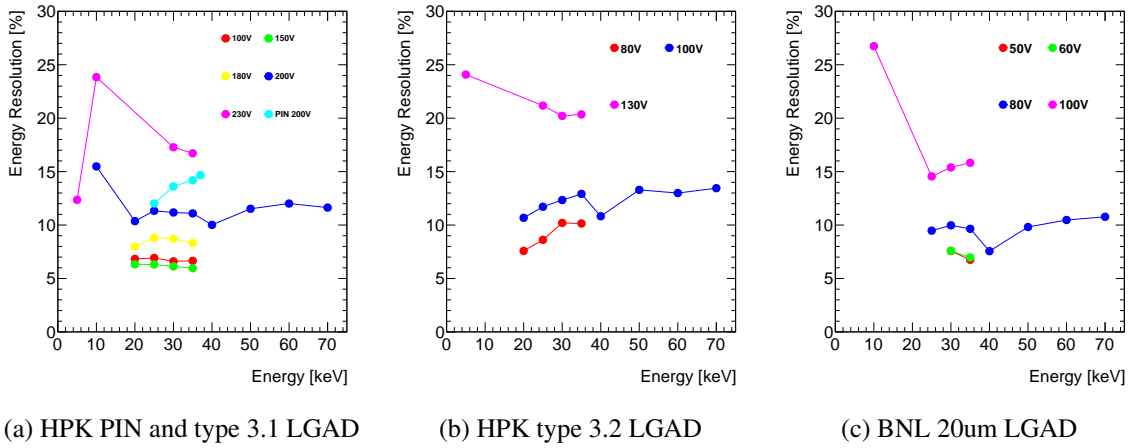 Energy Resolution [%]
30
25
20
15
10
5
0
100V 150V
180V 200V
230V PIN 200V
0 10 20 30 40 50 60 70
Energy [keV]
(a) HPK PIN and type 3.1 LGAD
Energy Resolution [%]
30
25
20
15
10
5
0
80V 100V
130V
0 10 20 30 40 50 60 70
Energy [keV]
(b) HPK type 3.2 LGAD
Energy Resolution [%]
30
25
20
15
10
5
0
50V 60V
80V 100V
0 10 20 30 40 50 60 70
Energy [keV]
(c) BNL 20um LGAD